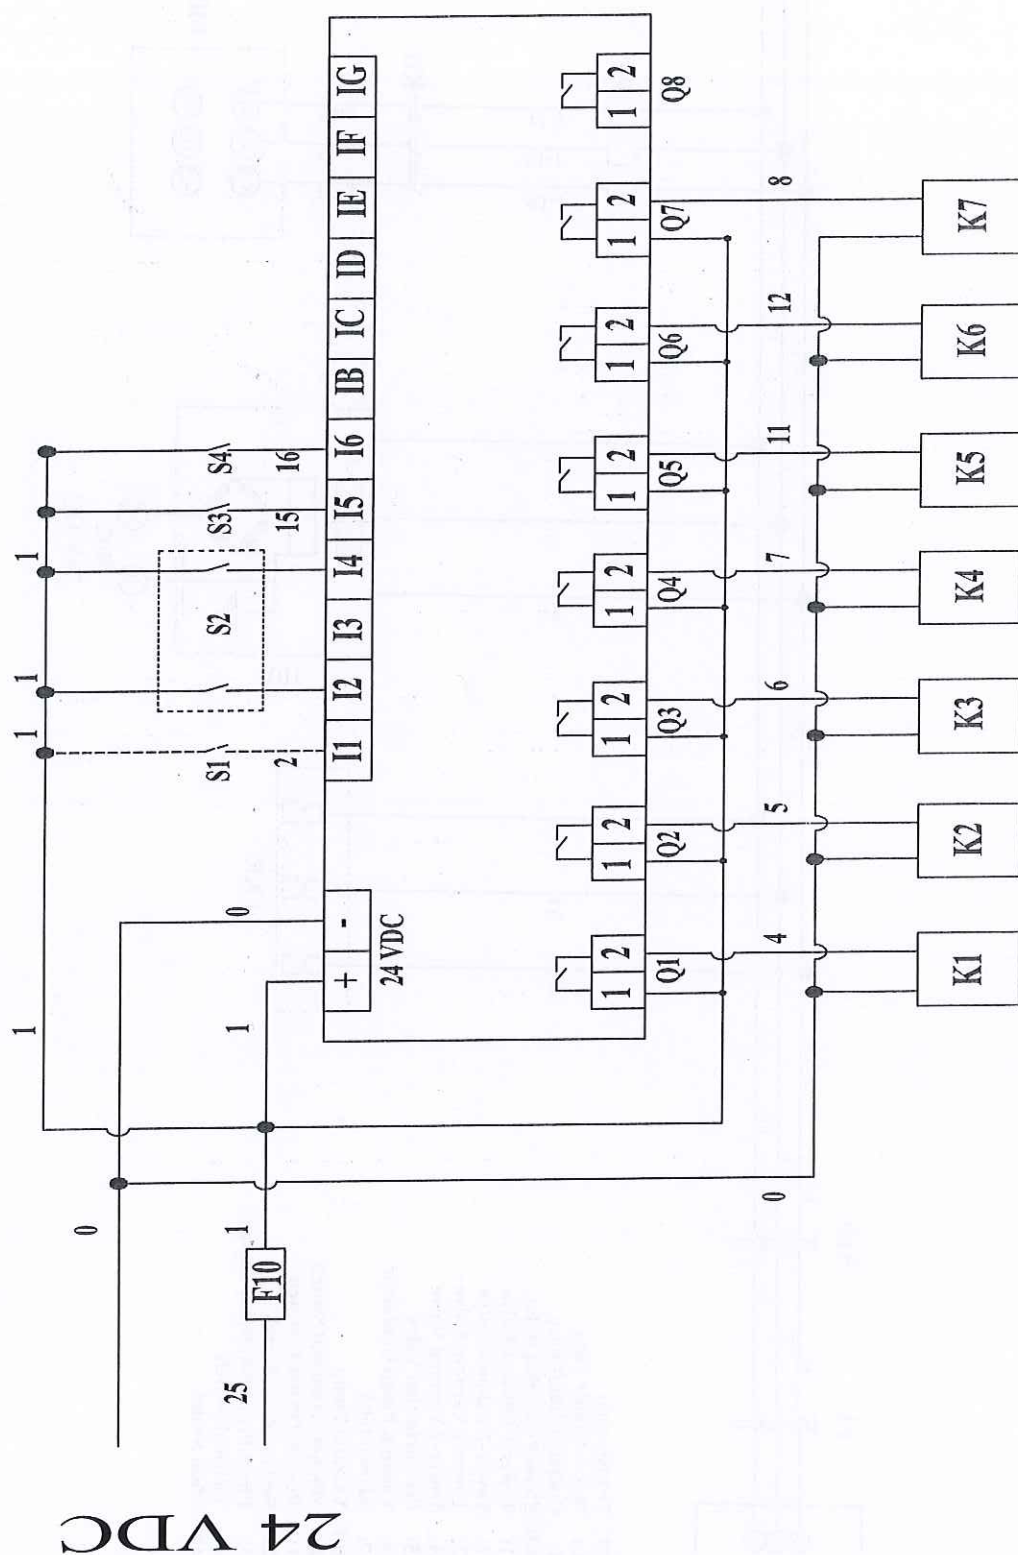 24 VDC
0
25
F10
1
0
1
1
0
1
1
1
S1
2
S2
S3
15
S4
16
+ -
24 VDC
I1 I2 I3 I4 I5 I6 IB IC ID IE IF IG
1 2
Q1
1 2
Q2
1 2
Q3
1 2
Q4
1 2
Q5
1 2
Q6
1 2
Q7
1 2
Q8
4
5
6
7
11
12
8
0
K1
K2
K3
K4
K5
K6
K7